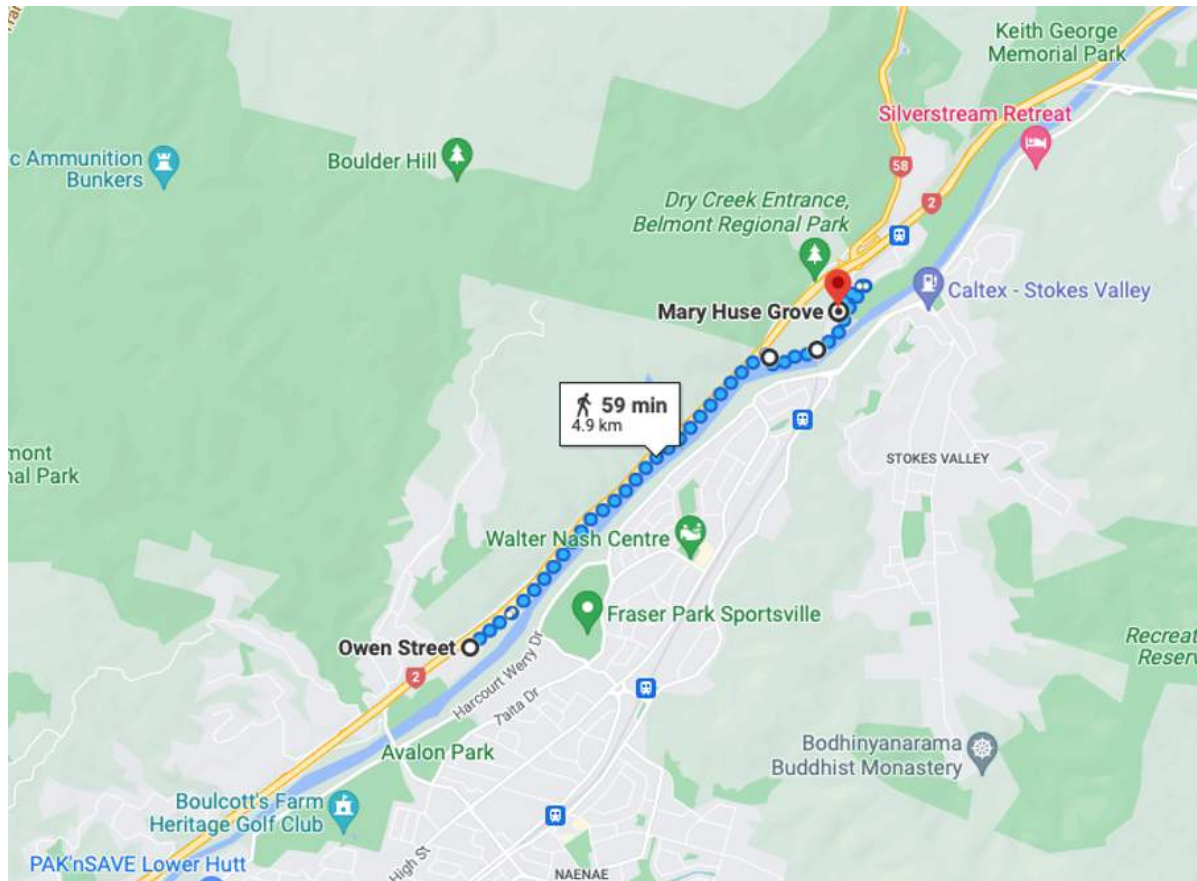 Keith George
Memorial Park
Silverstream Retreat
c Ammunition
Bunkers
Boulder Hill
58
Dry Creek Entrance,
Belmont Regional Park
2
Mary Huse Grove
Caltex - Stokes Valley
59 min
4.9 km
mont
nal Park
STOKES VALLEY
Walter Nash Centre
Fraser Park Sportsville
Owen Street
2
Harcourt Werry Dr
Taita Dr
Recreat
Reserv
Avalon Park
Bodhinyanarama
Buddhist Monastery
Boulcott's Farm
Heritage Golf Club
PAK'nSAVE Lower Hutt
High St
NAENAE